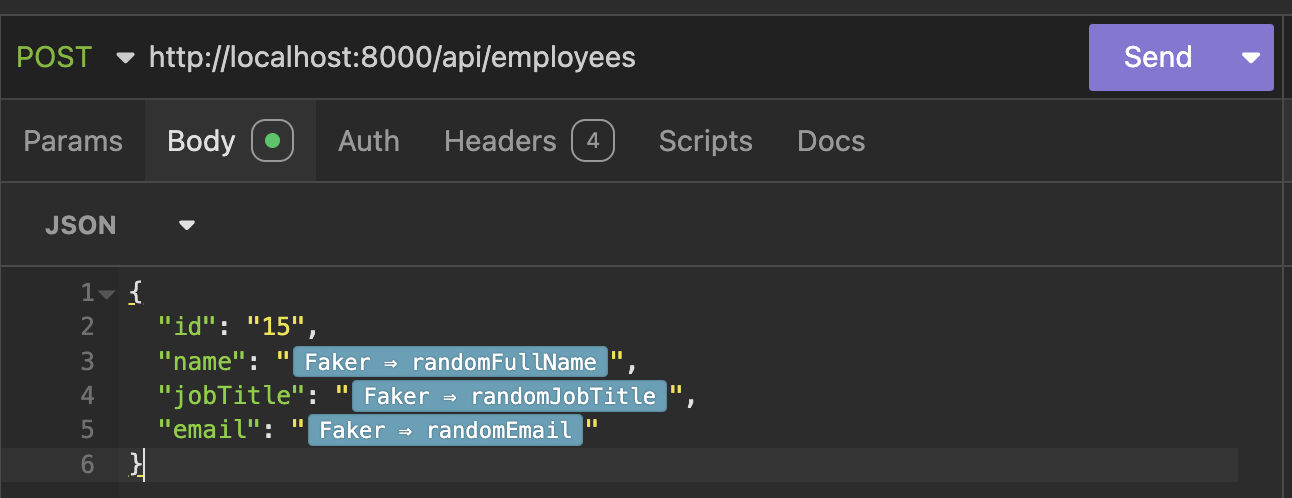 POST http://localhost:8000/api/employees Send
Params Body Auth Headers 4 Scripts Docs
JSON
1 {
2 "id": "15",
3 "name": "Faker ⇒ randomFullName",
4 "jobTitle": "Faker ⇒ randomJobTitle",
5 "email": "Faker ⇒ randomEmail"
6 }